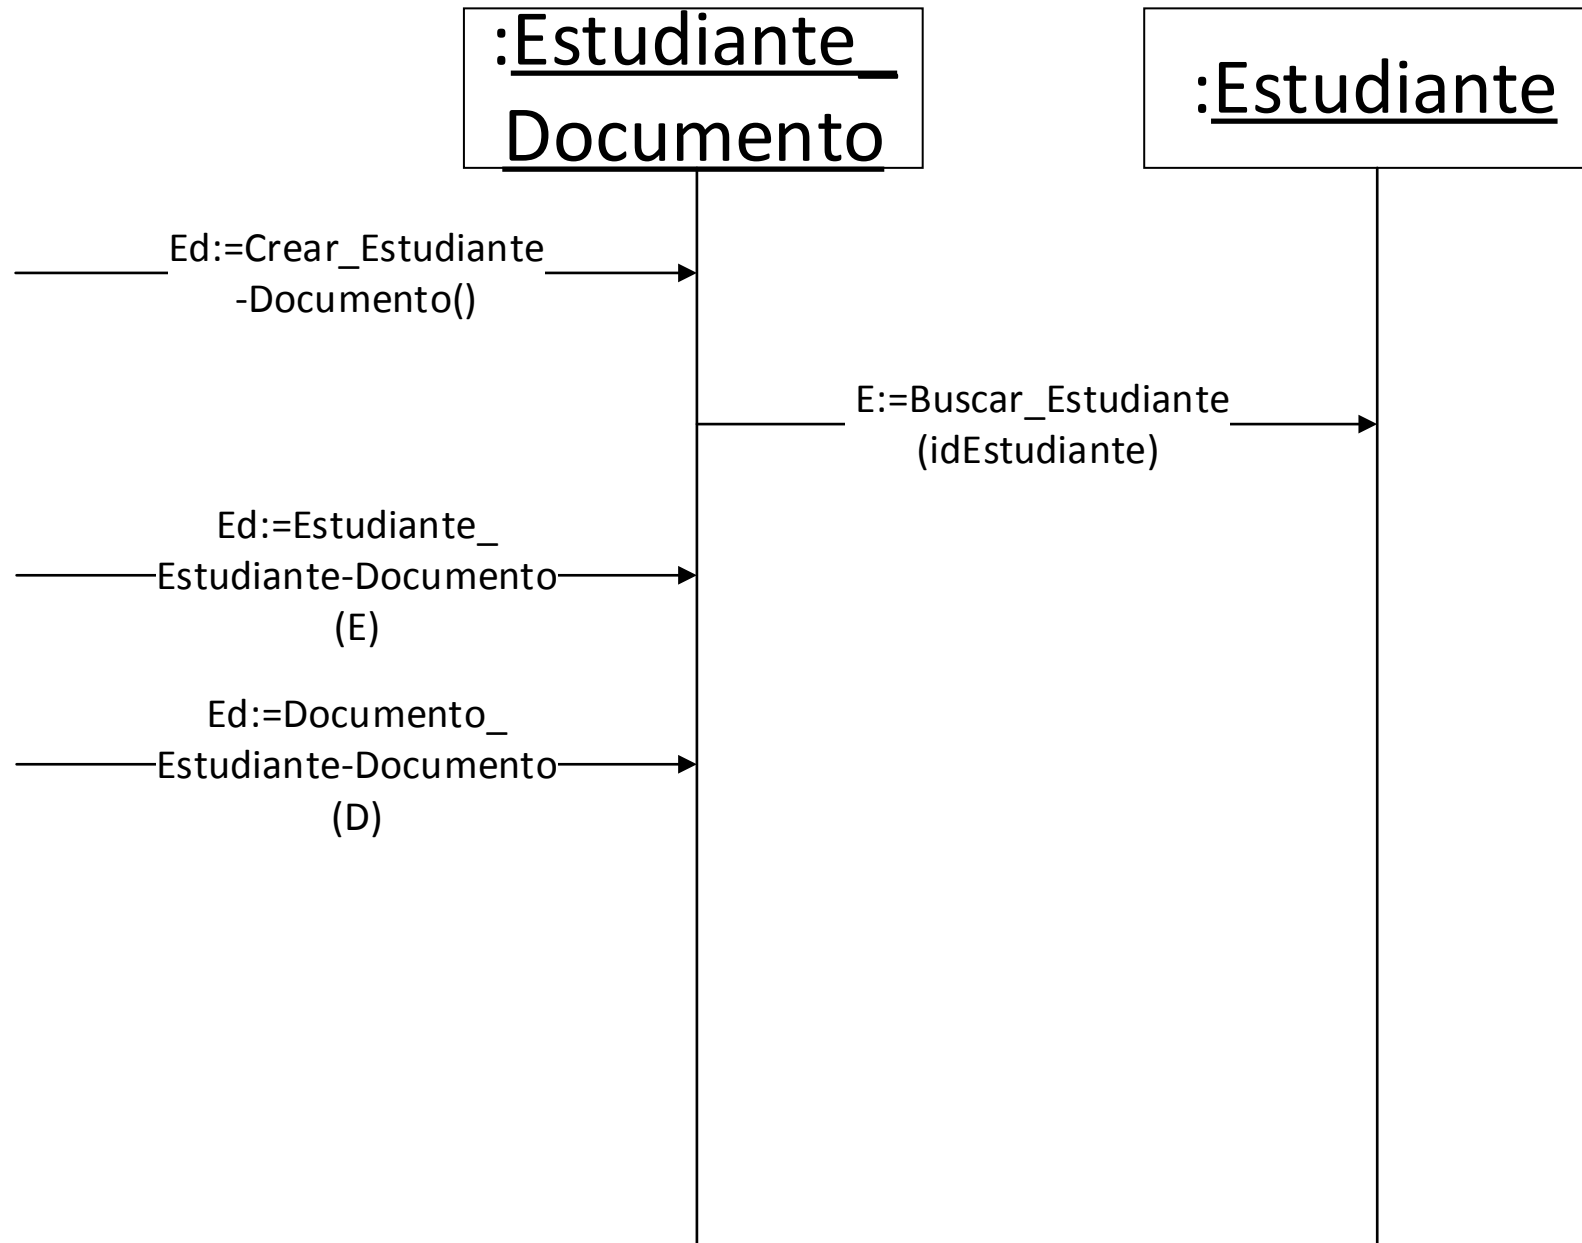 :Estudiante_
Documento
:Estudiante
Ed:=Crear_Estudiante
-Documento()
E:=Buscar_Estudiante
(idEstudiante)
Ed:=Estudiante_
Estudiante-Documento
(E)
Ed:=Documento_
Estudiante-Documento
(D)